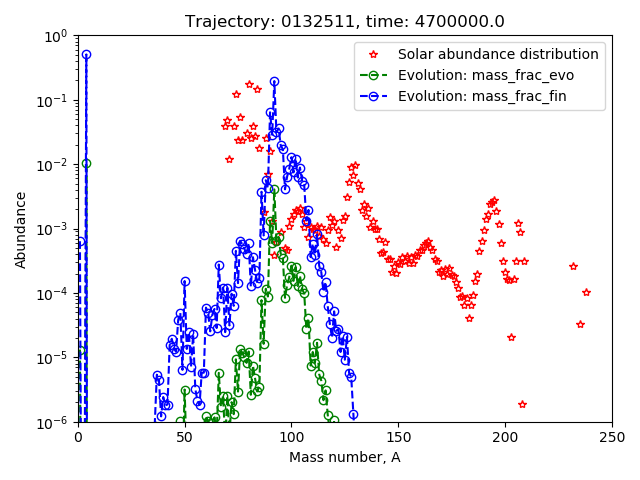 Trajectory: 0132511, time: 4700000.0
Solar abundance distribution
Evolution: mass_frac_evo
Evolution: mass_frac_fin
Abundance
10^0
10^-1
10^-2
10^-3
10^-4
10^-5
10^-6
0 50 100 150 200 250
Mass number, A